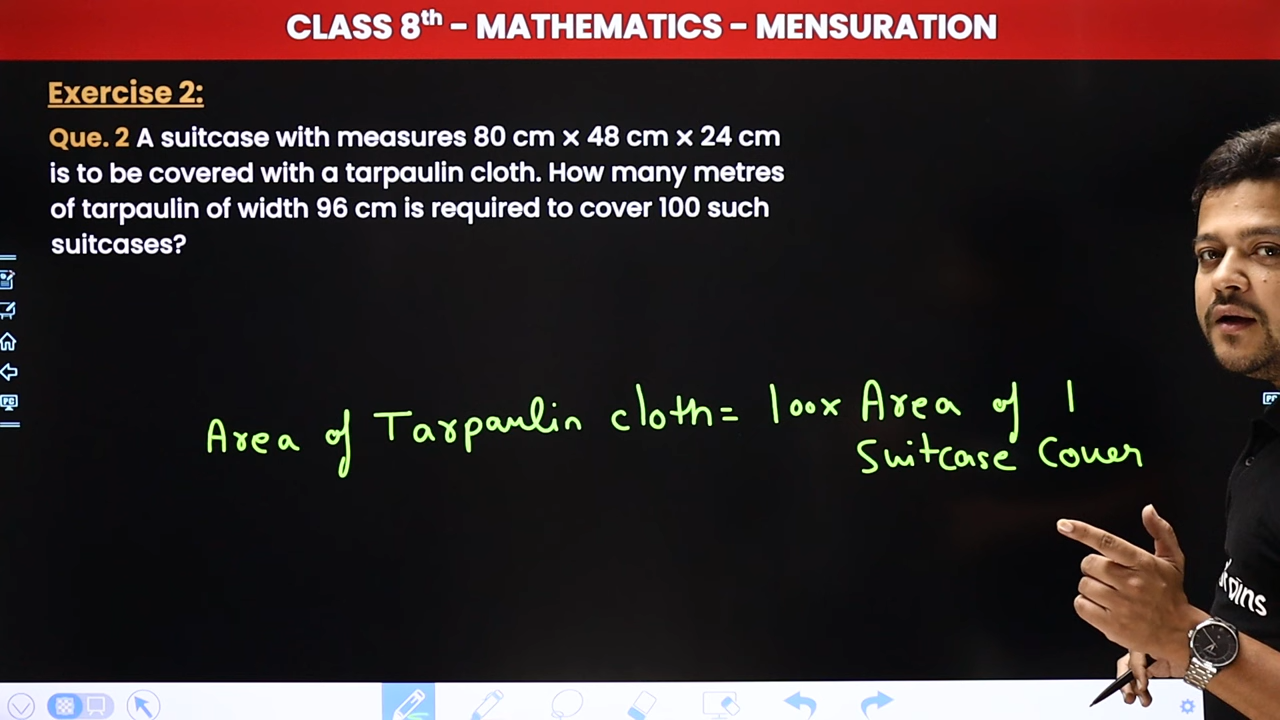 CLASS 8th - MATHEMATICS - MENSURATION
Exercise 2:
Que. 2 A suitcase with measures 80 cm × 48 cm × 24 cm
is to be covered with a tarpaulin cloth. How many metres
of tarpaulin of width 96 cm is required to cover 100 such
suitcases?
Area of Tarpaulin cloth = 100x Area of 1
Suitcase Cover